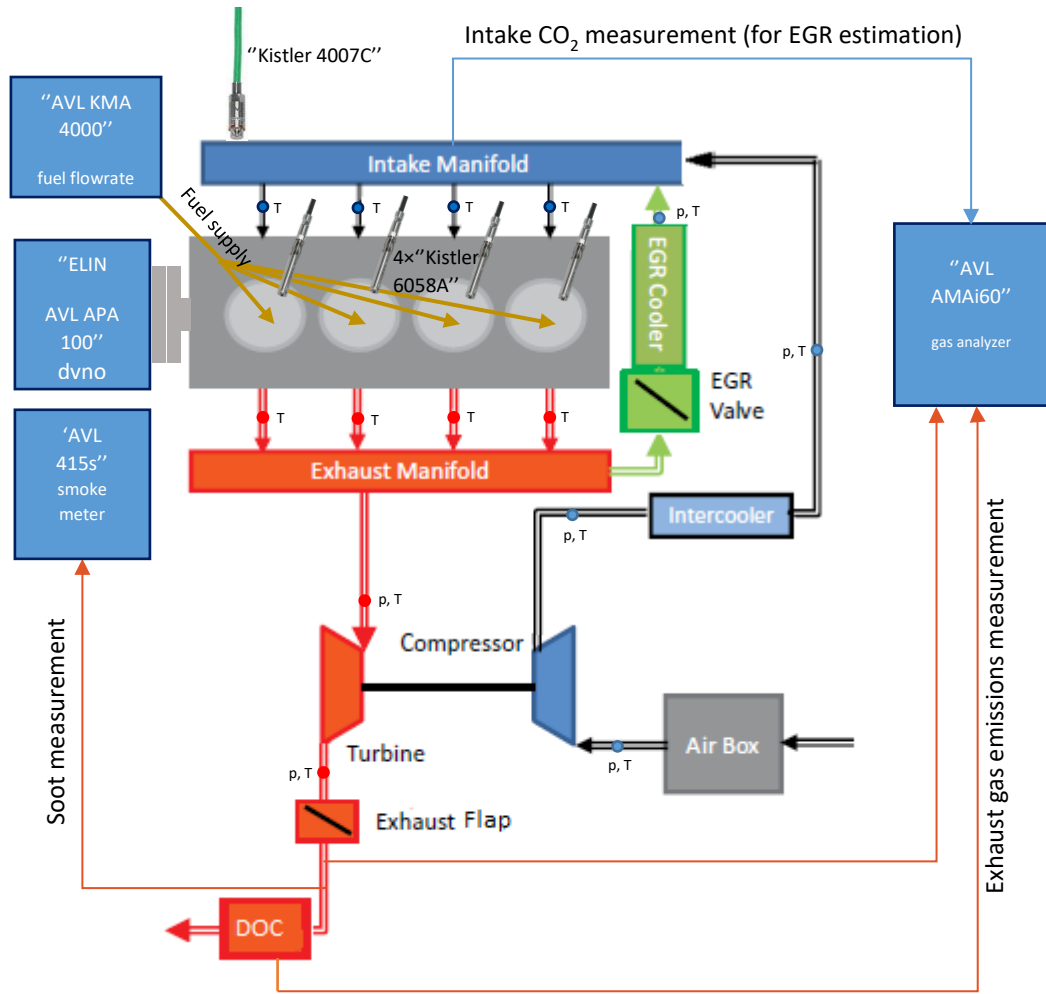 Intake CO₂ measurement (for EGR estimation)
‘‘Kistler 4007C’’
‘‘AVL KMA
4000’’
fuel flowrate
Intake Manifold
T
T
T
T
p, T
Fuel supply
4×‘‘Kistler
6058A’’
EGR Cooler
‘‘ELIN
AVL APA
100’’
dvno
‘‘AVL
AMAi60’’
gas analyzer
p, T
EGR
Valve
T
T
T
T
‘AVL
415s’’
smoke
meter
Exhaust Manifold
Intercooler
p, T
p, T
Compressor
Soot measurement
Exhaust gas emissions measurement
Turbine
Air Box
p, T
p, T
Exhaust Flap
DOC